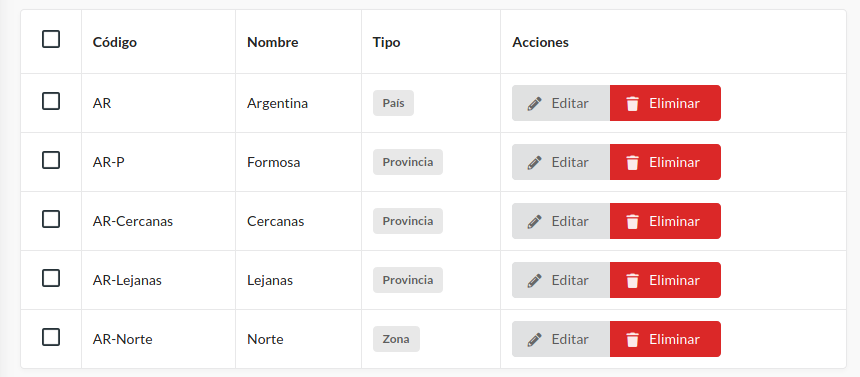 Código Nombre Tipo Acciones
AR Argentina País Editar Eliminar
AR-P Formosa Provincia Editar Eliminar
AR-Cercanas Cercanas Provincia Editar Eliminar
AR-Lejanas Lejanas Provincia Editar Eliminar
AR-Norte Norte Zona Editar Eliminar